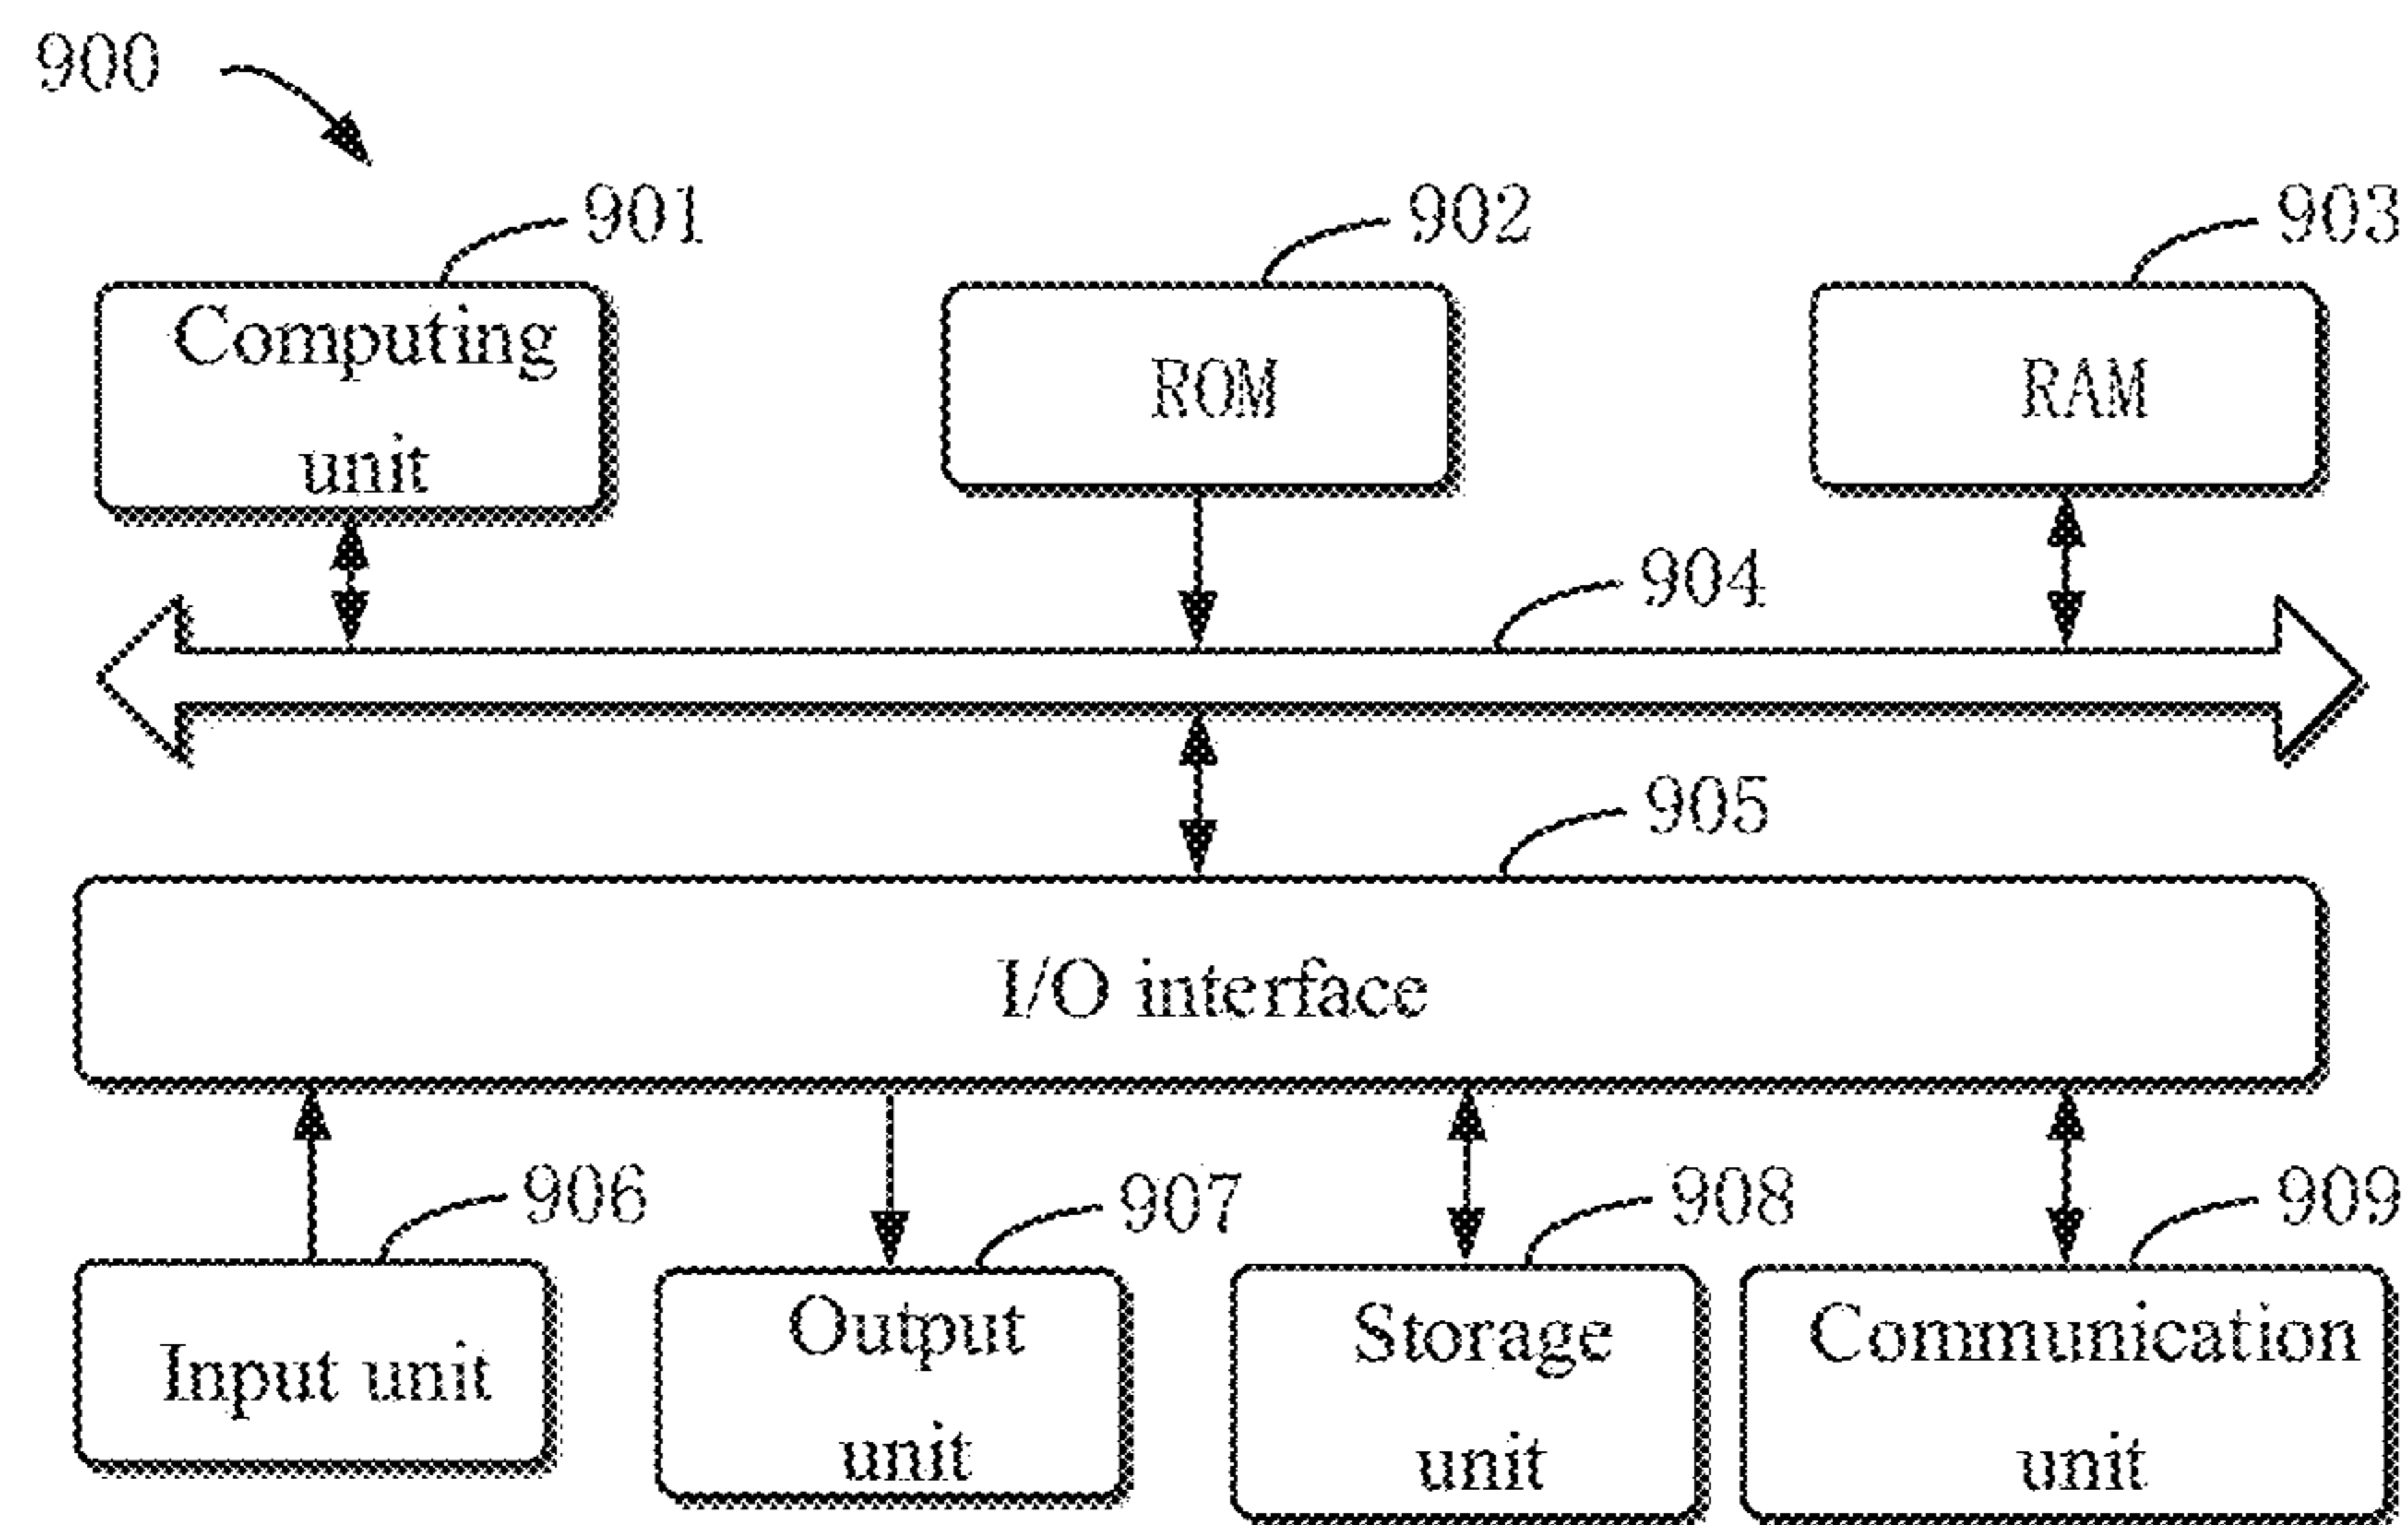 900
901
902
903
Computing
unit
ROM
RAM
904
905
I/O interface
906
907
908
909
Input unit
Output
unit
Storage
unit
Communication
unit